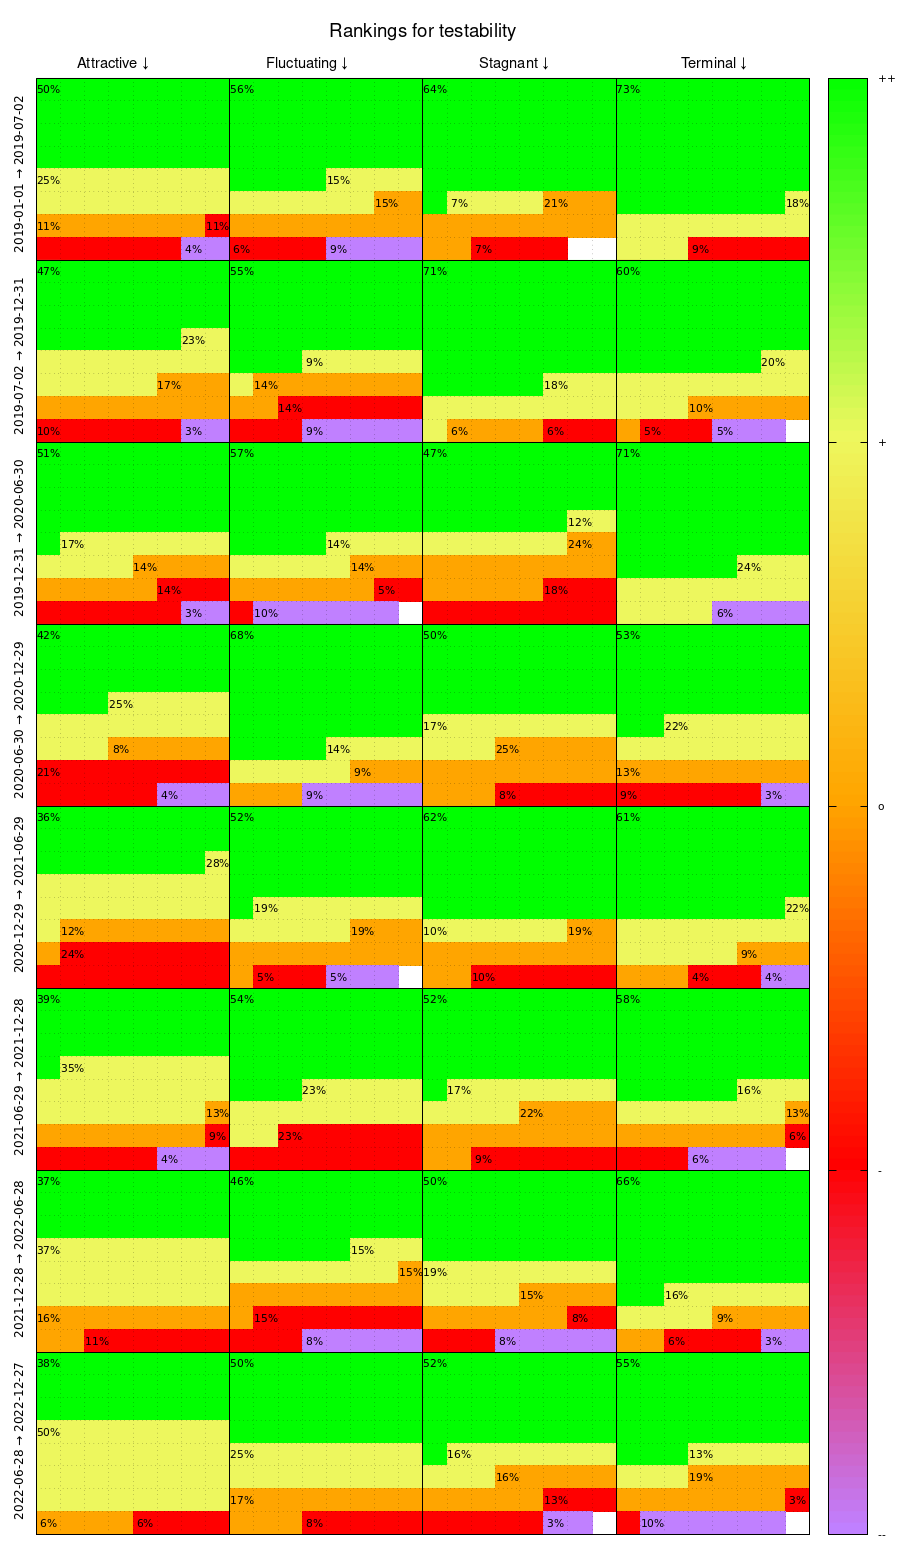 Rankings for testability
Attractive ↓ Fluctuating ↓ Stagnant ↓ Terminal ↓
2019-01-01 → 2019-07-02
50% 56% 64% 73%
25% 15%
15% 7% 21% 18%
11% 11%
4% 6% 9% 7% 9%
2019-07-02 → 2019-12-31
47% 55% 71% 60%
23%
9% 20%
17% 14% 18%
14% 10%
10% 3% 9% 6% 6% 5% 5%
2019-12-31 → 2020-06-30
51% 57% 47% 71%
12%
17% 14% 24%
14% 14% 24%
14% 5% 18%
3% 10% 6%
2020-06-30 → 2020-12-29
42% 68% 50% 53%
25%
17% 22%
8% 14% 25%
21% 9% 13%
4% 9% 8% 9% 3%
2020-12-29 → 2021-06-29
36% 52% 62% 61%
28%
19% 22%
12% 19% 10% 19%
24% 9%
5% 5% 10% 4% 4%
2021-06-29 → 2021-12-28
39% 54% 52% 58%
35%
23% 17% 16%
13% 22% 13%
9% 23% 6%
4% 9% 6%
2021-12-28 → 2022-06-28
37% 46% 50% 66%
37% 15%
15% 19%
15% 16%
16% 15% 8% 9%
11% 8% 8% 6% 3%
2022-06-28 → 2022-12-27
38% 50% 52% 55%
50%
25% 16% 13%
16% 19%
17% 13% 3%
6% 6% 8% 3% 10%
++
+
o
-
--